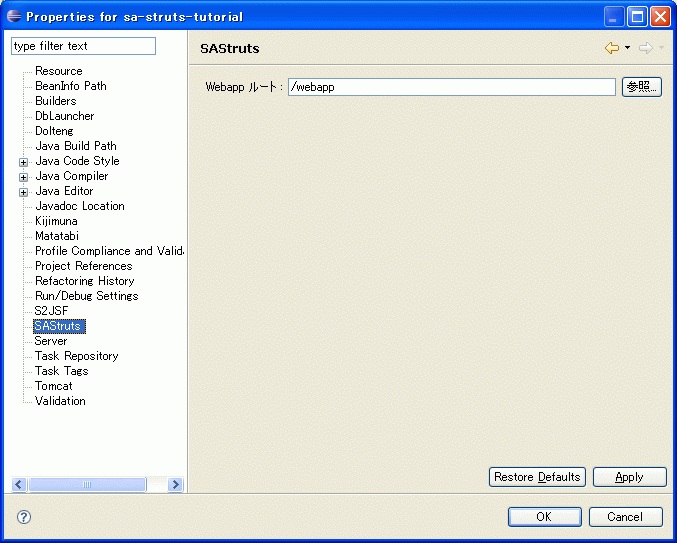 Properties for sa-struts-tutorial
type filter text
Resource
BeanInfo Path
Builders
DbLauncher
Dolteng
Java Build Path
Java Code Style
Java Compiler
Java Editor
Javadoc Location
Kijimuna
Matatabi
Profile Compliance and Valida
Project References
Refactoring History
Run/Debug Settings
S2JSF
SAStruts
Server
Task Repository
Task Tags
Tomcat
Validation
SAStruts
Webapp ルート: /webapp 参照...
Restore Defaults Apply
? OK Cancel